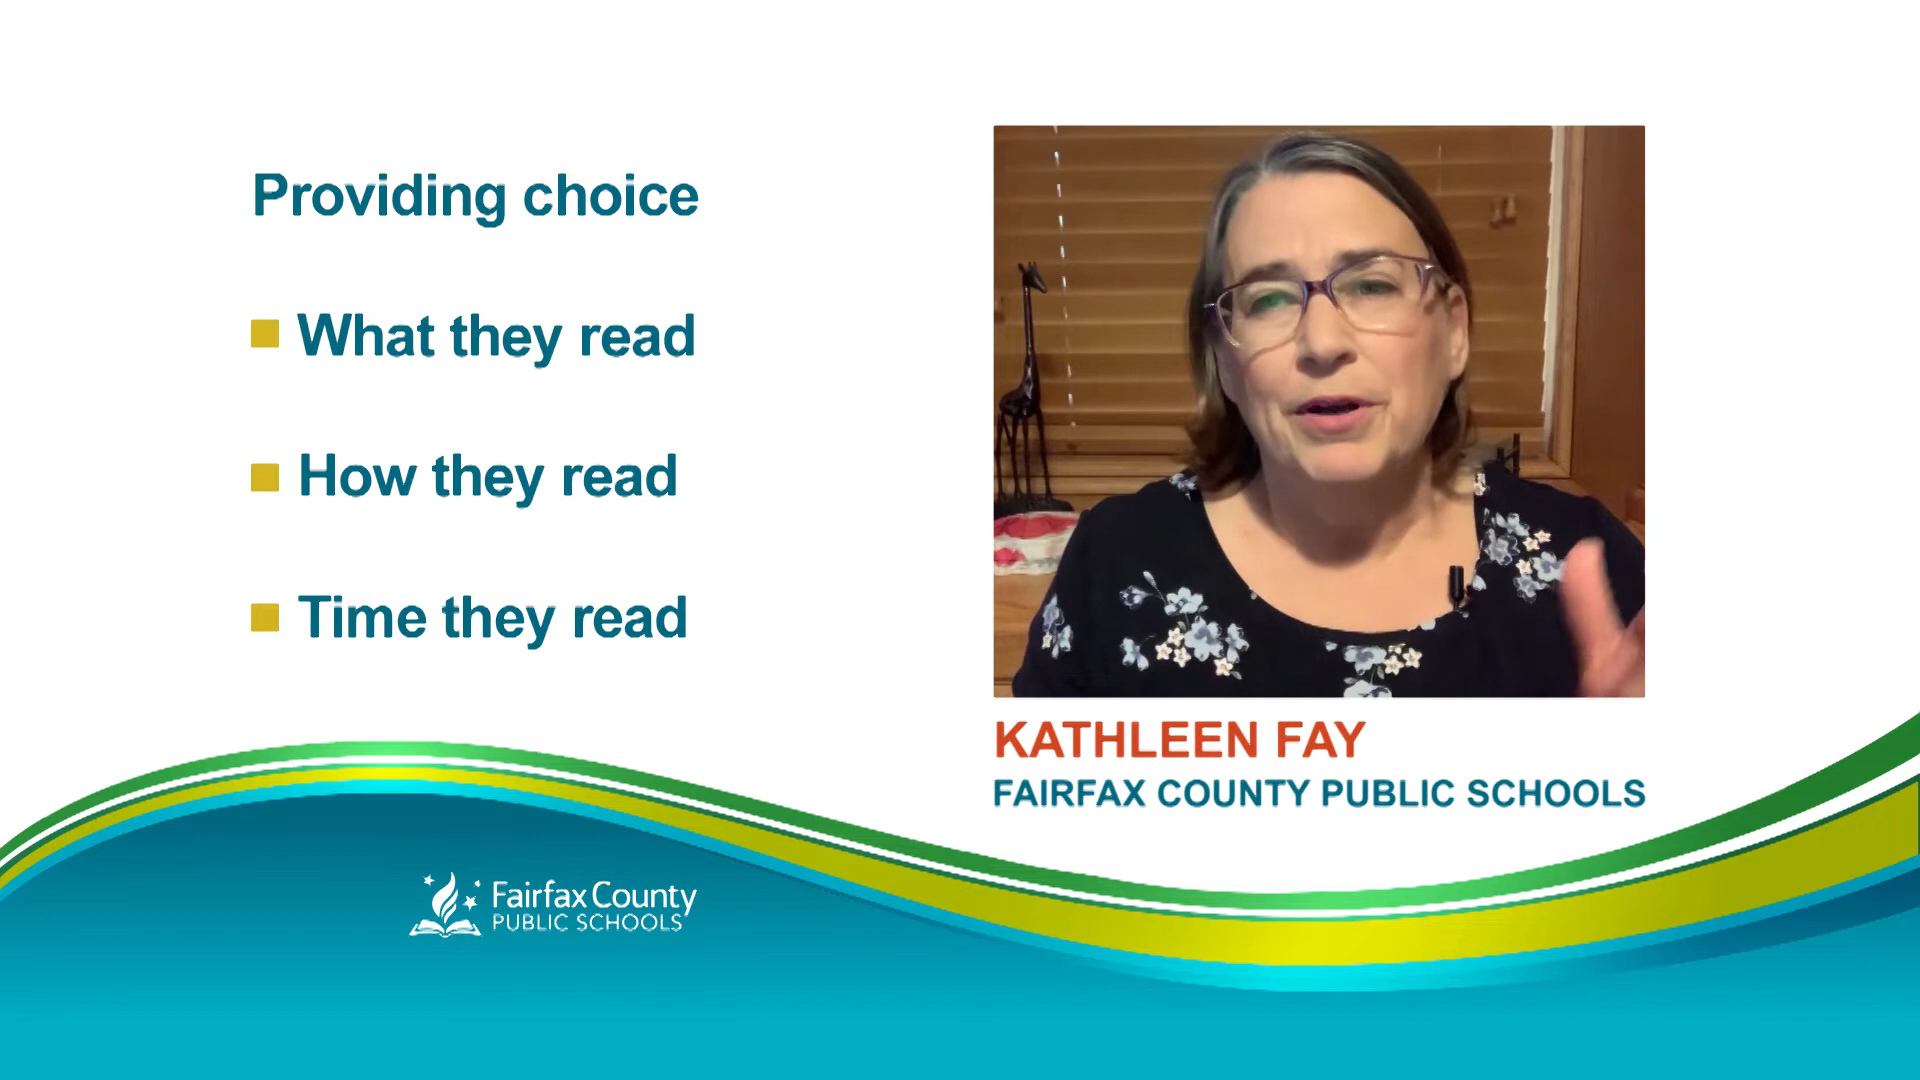 Providing choice
What they read
How they read
Time they read
KATHLEEN FAY
FAIRFAX COUNTY PUBLIC SCHOOLS
Fairfax County
PUBLIC SCHOOLS